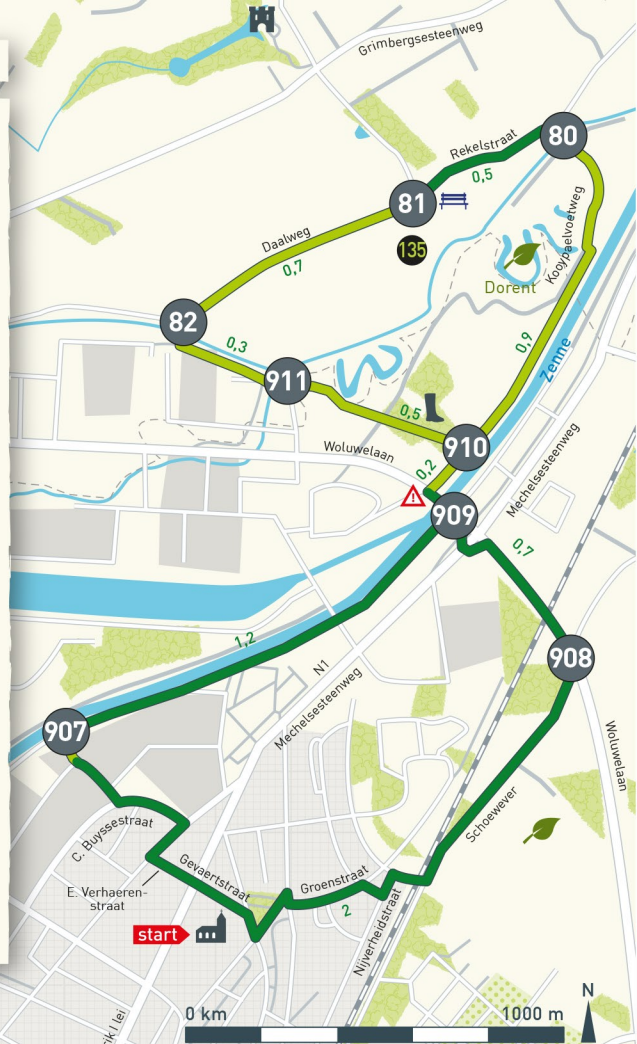 Grimbergsesteenweg
80
Rekelstraat
0,5
81
135
Daalweg
0,7
Kooypaelvoetweg
Dorent
82
0,3
911
0,9
Zenne
0,5
910
Woluwelaan
0,2
909
Mechelsesteenweg
0,7
1,2
908
N1
Mechelsesteenweg
907
Woluwelaan
C. Buyssestraat
Schoewever
Gevaertstraat
Groenstraat
E. Verhaeren-
straat
2
Nijverheidstraat
start
N
0 km
1000 m
rik I lei